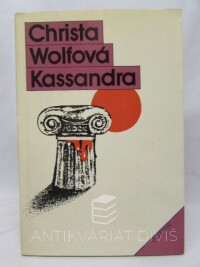 Christa
Wolfová
Kassandra
ANTIKVARIÁT DIVIŠ